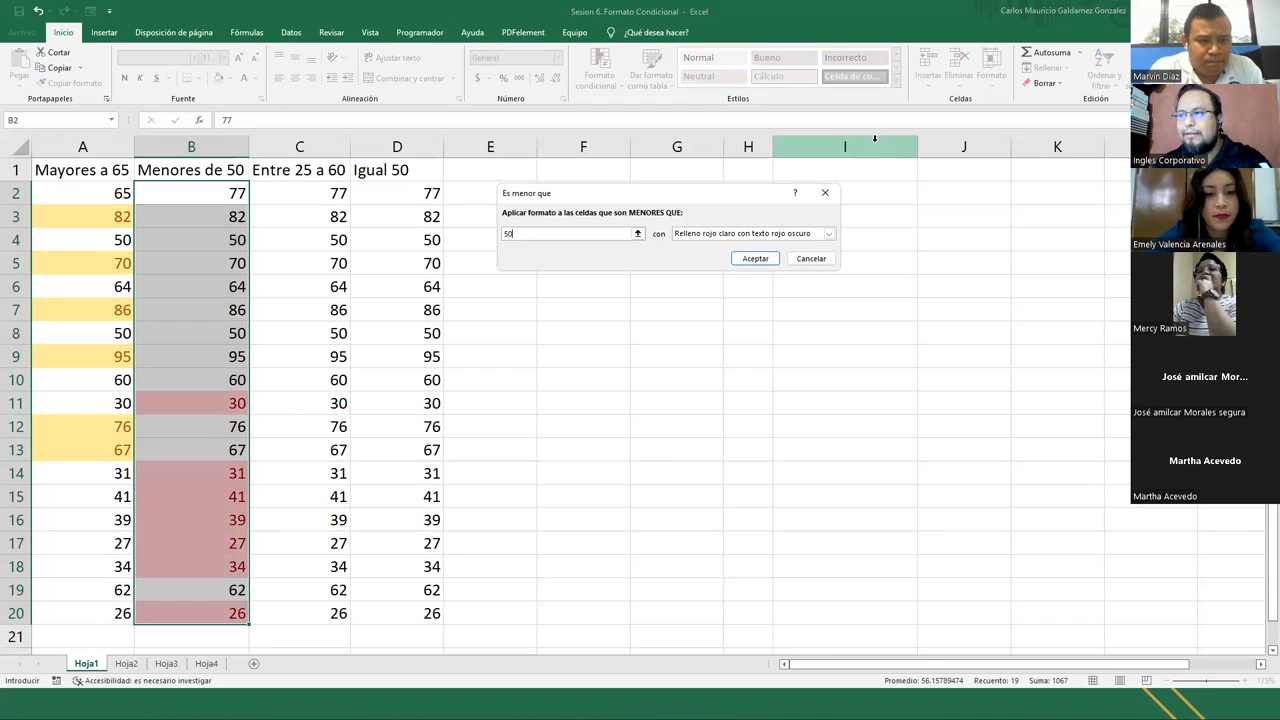 Sesion 6. Formato Condicional - Excel
Carlos Mauricio Galdamez Gonzalez
Archivo Inicio Insertar Disposición de página Fórmulas Datos Revisar Vista Programador Ayuda PDFelement Equipo ¿Qué desea hacer?
Pegar
Cortar
Copiar
Copiar formato
Portapapeles
11
N K S
Fuente
Ajustar texto
Combinar y centrar
Alineación
Número
Formato condicional
Dar formato como tabla
Normal Bueno Incorrecto
Neutral Cálculo Celda de co...
Estilos
Insertar Eliminar Formato
Celdas
Autosuma
Rellenar
Borrar
Ordenar y filtrar
Edición
B2 fx 77
A B C D E F G H I J K
1 Mayores a 65 Menores de 50 Entre 25 a 60 Igual 50
2 65 77 77 77
3 82 82 82 82
4 50 50 50 50
5 70 70 70 70
6 64 64 64 64
7 86 86 86 86
8 50 50 50 50
9 95 95 95 95
10 60 60 60 60
11 30 30 30 30
12 76 76 76 76
13 67 67 67 67
14 31 31 31 31
15 41 41 41 41
16 39 39 39 39
17 27 27 27 27
18 34 34 34 34
19 62 62 62 62
20 26 26 26 26
21
Es menor que ?
Aplicar formato a las celdas que son MENORES QUE:
50 con Relleno rojo claro con texto rojo oscuro
Aceptar Cancelar
Hoja1 Hoja2 Hoja3 Hoja4
Introducir Accesibilidad: es necesario investigar Promedio: 56.15789474 Recuento: 19 Suma: 1067 175%
Marvin Diaz
Ingles Corporativo
Emely Valencia Arenales
Mercy Ramos
José amilcar Mor...
José amilcar Morales segura
Martha Acevedo
Martha Acevedo